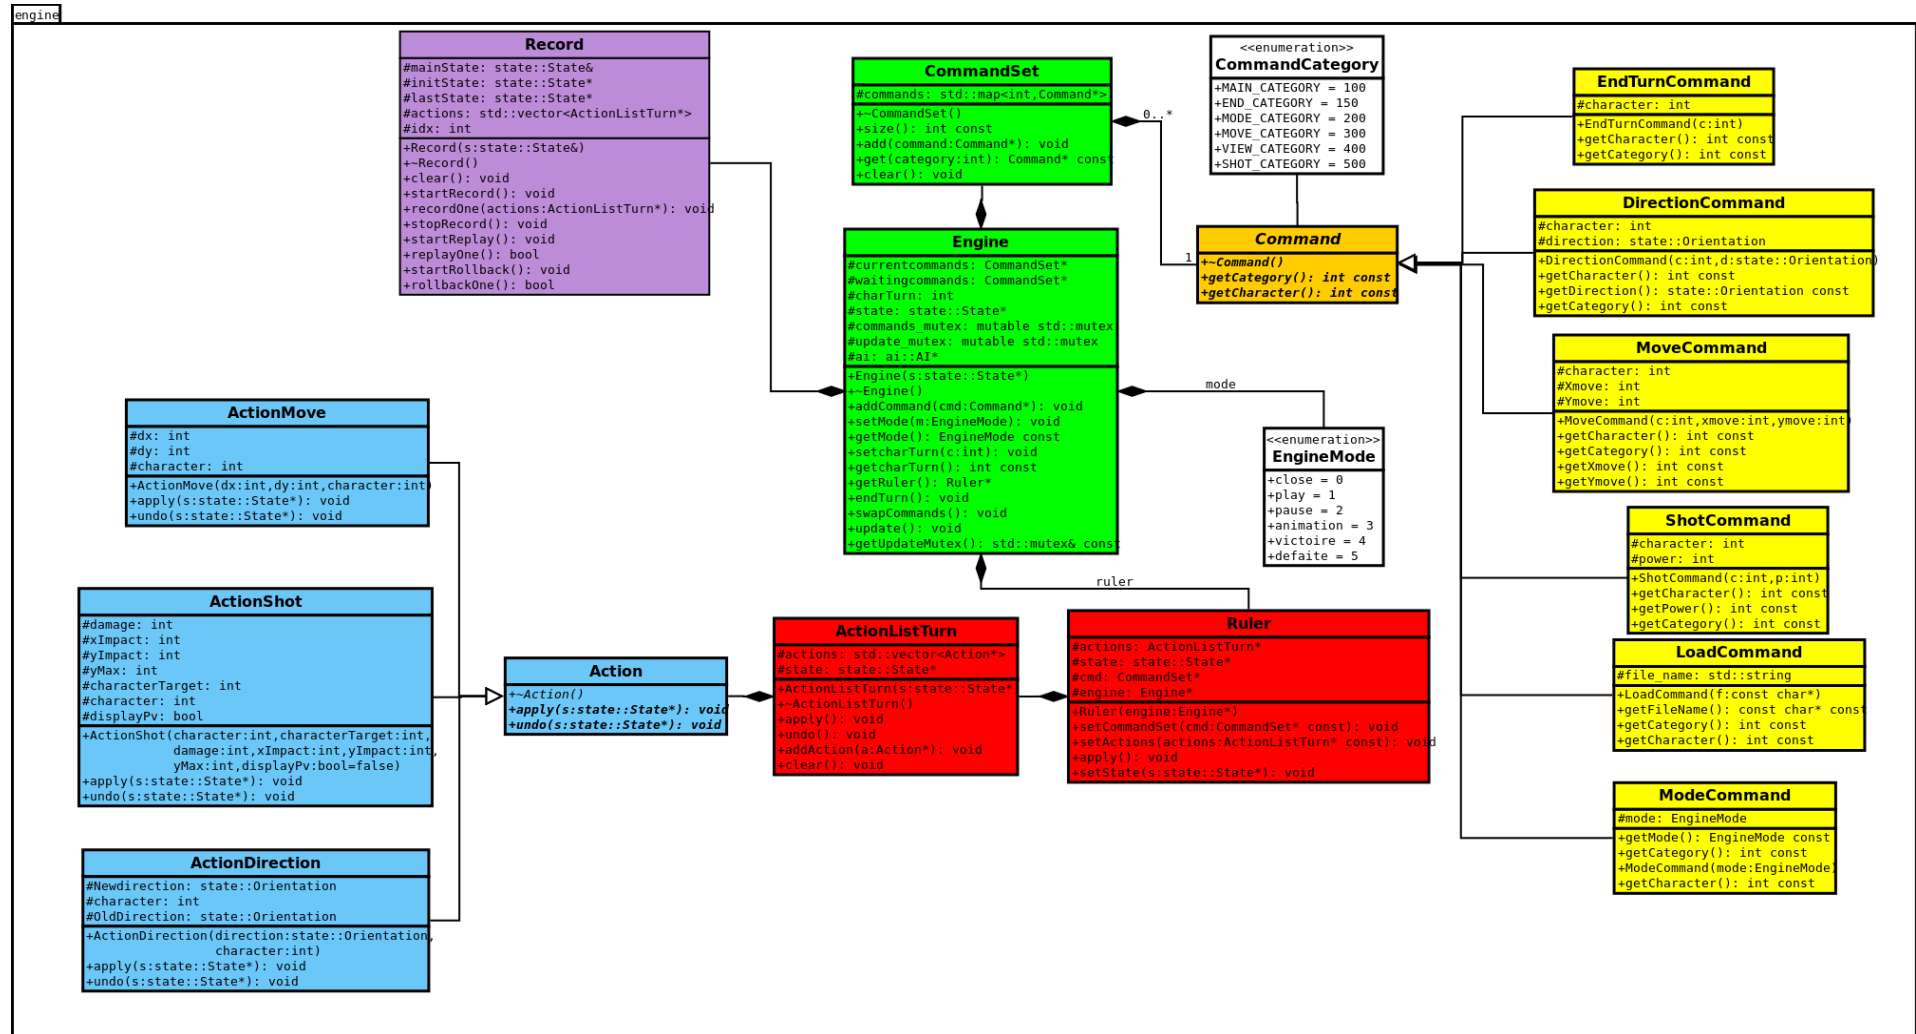 engine
Record
#mainState: state::State&
#initState: state::State*
#lastState: state::State*
#actions: std::vector<ActionListTurn*>
#idx: int
+Record(s:state::State&)
+~Record()
+clear(): void
+startRecord(): void
+recordOne(actions:ActionListTurn*): void
+stopRecord(): void
+startReplay(): void
+replayOne(): bool
+startRollback(): void
+rollbackOne(): bool
CommandSet
#commands: std::map<int,Command*>
+~CommandSet()
+size(): int const
+add(command:Command*): void
+get(category:int): Command* const
+clear(): void
0..*
1
<<enumeration>>
CommandCategory
+MAIN_CATEGORY = 100
+END_CATEGORY = 150
+MODE_CATEGORY = 200
+MOVE_CATEGORY = 300
+VIEW_CATEGORY = 400
+SHOT_CATEGORY = 500
Command
+~Command()
+getCategory(): int const
+getCharacter(): int const
EndTurnCommand
#character: int
+EndTurnCommand(c:int)
+getCharacter(): int const
+getCategory(): int const
DirectionCommand
#character: int
#direction: state::Orientation
+DirectionCommand(c:int,d:state::Orientation)
+getCharacter(): int const
+getDirection(): state::Orientation const
+getCategory(): int const
Engine
#currentcommands: CommandSet*
#waitingcommands: CommandSet*
#charTurn: int
#state: state::State*
#commands_mutex: mutable std::mutex
#update_mutex: mutable std::mutex
#ai: ai::AI*
+Engine(s:state::State*)
+~Engine()
+addCommand(cmd:Command*): void
+setMode(m:EngineMode): void
+getMode(): EngineMode const
+setcharTurn(c:int): void
+getcharTurn(): int const
+getRuler(): Ruler*
+endTurn(): void
+swapCommands(): void
+update(): void
+getUpdateMutex(): std::mutex& const
mode
<<enumeration>>
EngineMode
+close = 0
+play = 1
+pause = 2
+animation = 3
+victoire = 4
+defaite = 5
MoveCommand
#character: int
#Xmove: int
#Ymove: int
+MoveCommand(c:int,xmove:int,ymove:int)
+getCharacter(): int const
+getCategory(): int const
+getXmove(): int const
+getYmove(): int const
ActionMove
#dx: int
#dy: int
#character: int
+ActionMove(dx:int,dy:int,character:int)
+apply(s:state::State*): void
+undo(s:state::State*): void
ShotCommand
#character: int
#power: int
+ShotCommand(c:int,p:int)
+getCharacter(): int const
+getPower(): int const
+getCategory(): int const
ActionShot
#damage: int
#xImpact: int
#yImpact: int
#yMax: int
#characterTarget: int
#character: int
#displayPv: bool
+ActionShot(character:int,characterTarget:int,
damage:int,xImpact:int,yImpact:int,
yMax:int,displayPv:bool=false)
+apply(s:state::State*): void
+undo(s:state::State*): void
Action
+~Action()
+apply(s:state::State*): void
+undo(s:state::State*): void
ActionListTurn
#actions: std::vector<Action*>
#state: state::State*
+ActionListTurn(s:state::State*
+~ActionListTurn()
+apply(): void
+undo(): void
+addAction(a:Action*): void
+clear(): void
ruler
Ruler
#actions: ActionListTurn*
#state: state::State*
#cmd: CommandSet*
#engine: Engine*
+Ruler(engine:Engine*)
+setCommandSet(cmd:CommandSet* const): void
+setActions(actions:ActionListTurn* const): void
+apply(): void
+setState(s:state::State*): void
LoadCommand
#file_name: std::string
+LoadCommand(f:const char*)
+getFileName(): const char* const
+getCategory(): int const
+getCharacter(): int const
ModeCommand
#mode: EngineMode
+getMode(): EngineMode const
+getCategory(): int const
+ModeCommand(mode:EngineMode)
+getCharacter(): int const
ActionDirection
#Newdirection: state::Orientation
#character: int
#OldDirection: state::Orientation
+ActionDirection(direction:state::Orientation,
character:int)
+apply(s:state::State*): void
+undo(s:state::State*): void